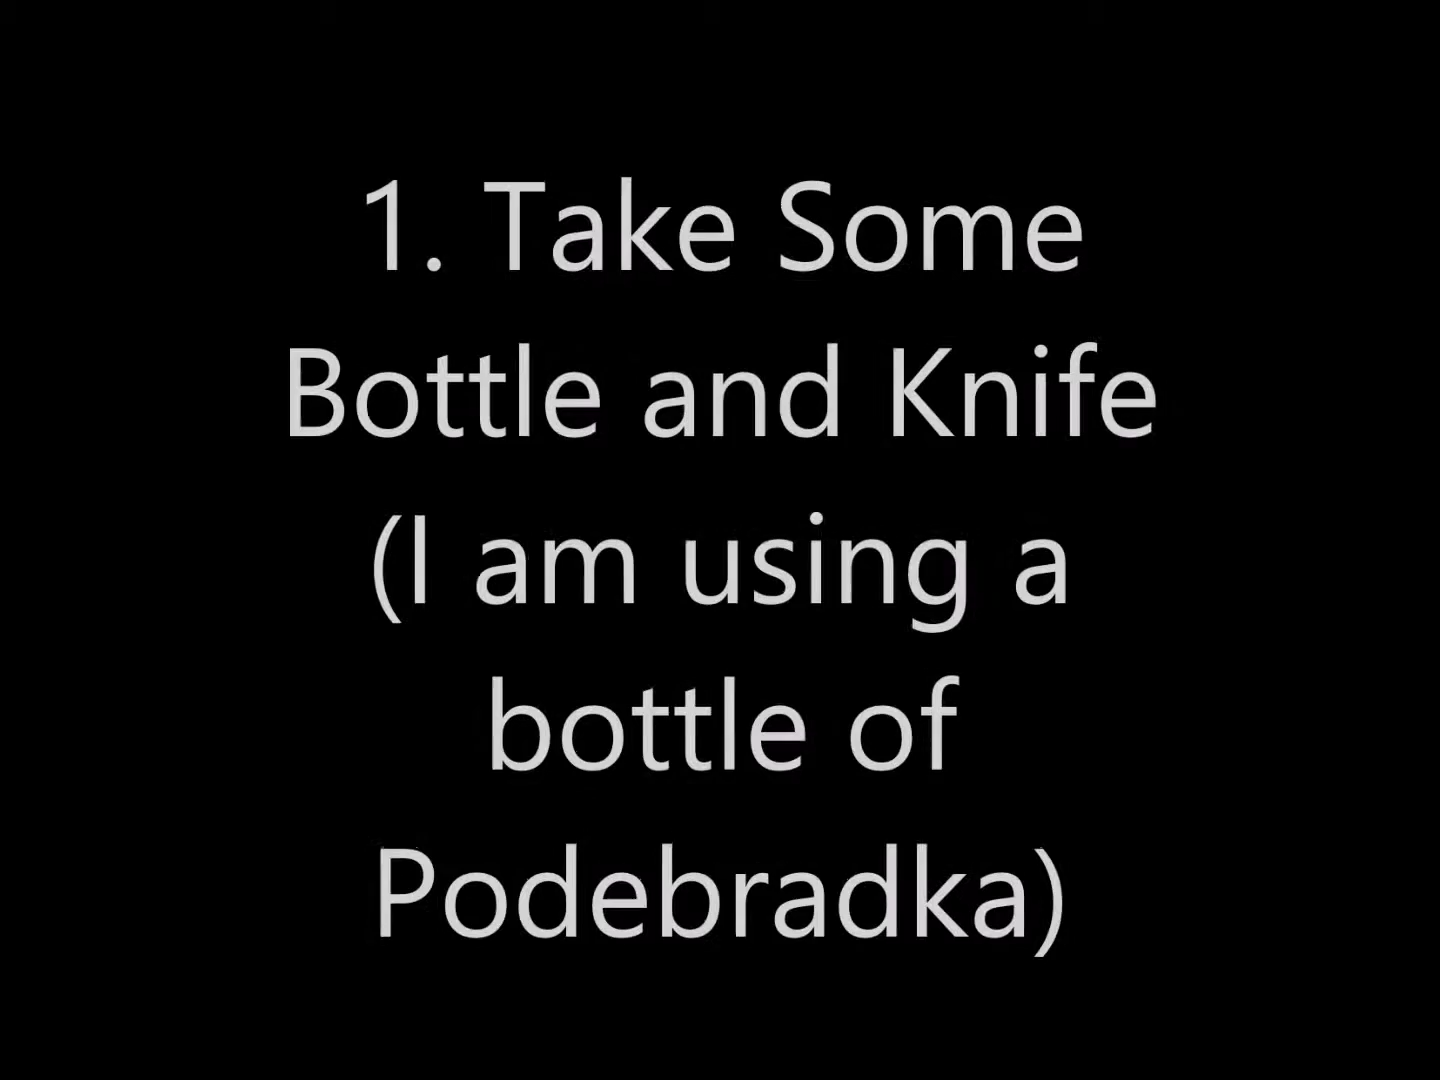 1. Take Some
Bottle and Knife
(I am using a
bottle of
Podebradka)